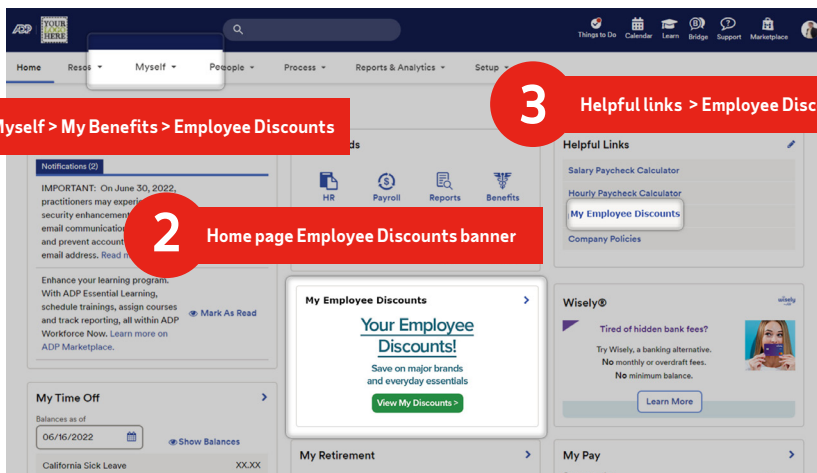 ADP
YOUR LOGO HERE
Things to Do
Calendar
Learn
Bridge
Support
Marketplace
Home
Myself
Process
Reports & Analytics
Setup
Myself > My Benefits > Employee Discounts
3
Helpful links > Employee Disc
Helpful Links
Salary Paycheck Calculator
Hourly Paycheck Calculator
My Employee Discounts
Company Policies
HR
Payroll
Reports
Benefits
Notifications (2)
IMPORTANT: On June 30, 2022,
practitioners may
security
email
and prevent
email address. Read
2
Home page Employee Discounts banner
Enhance your learning program.
With ADP Essential Learning,
schedule trainings, assign courses
and track reporting, all within ADP
Workforce Now. Learn more on
ADP Marketplace.
Mark As Read
My Employee Discounts
Your Employee
Discounts!
Save on major brands
and everyday essentials
View My Discounts >
Wisely®
wisely
Tired of hidden bank fees?
Try Wisely, a banking alternative.
No monthly or overdraft fees.
No minimum balance.
Learn More
My Time Off
Balances as of
06/16/2022
Show Balances
California Sick Leave
XX.XX
My Retirement
My Pay